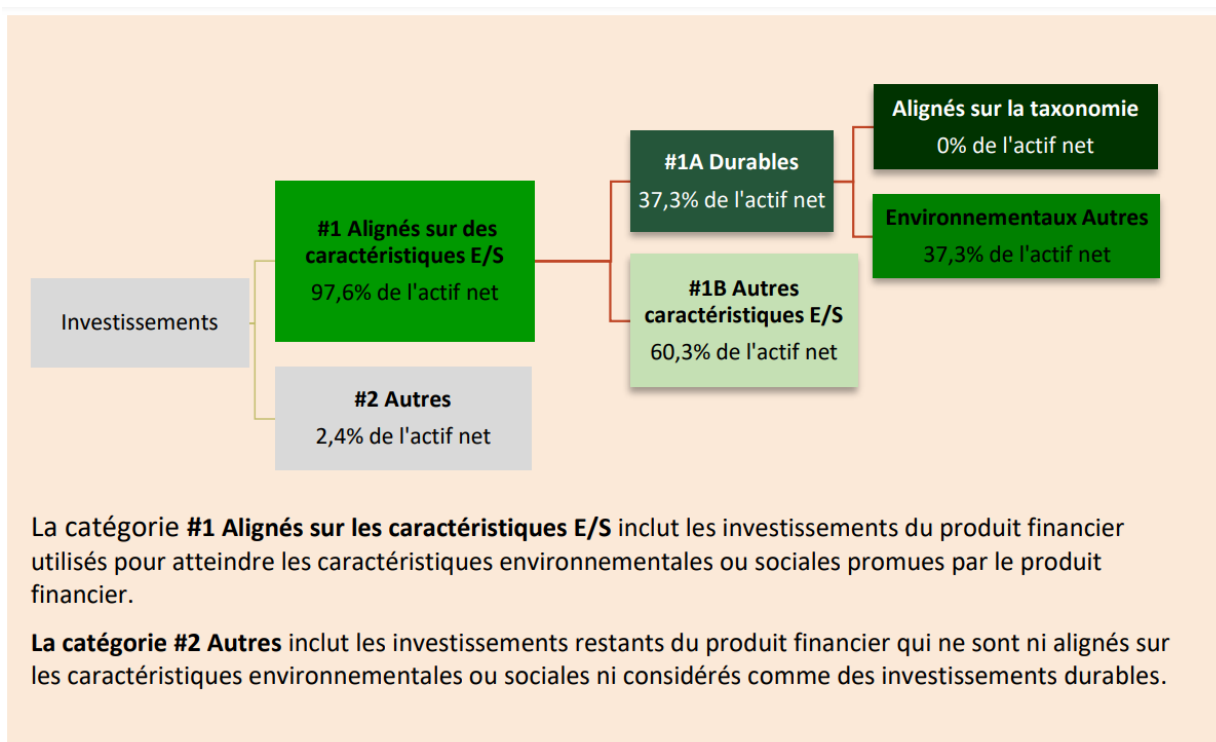 Investissements
#1 Alignés sur des
caractéristiques E/S
97,6% de l'actif net
#2 Autres
2,4% de l'actif net
#1A Durables
37,3% de l'actif net
#1B Autres
caractéristiques E/S
60,3% de l'actif net
Alignés sur la taxonomie
0% de l'actif net
Environnementaux Autres
37,3% de l'actif net
La catégorie #1 Alignés sur les caractéristiques E/S inclut les investissements du produit financier
utilisés pour atteindre les caractéristiques environnementales ou sociales promues par le produit
financier.
La catégorie #2 Autres inclut les investissements restants du produit financier qui ne sont ni alignés sur
les caractéristiques environnementales ou sociales ni considérés comme des investissements durables.